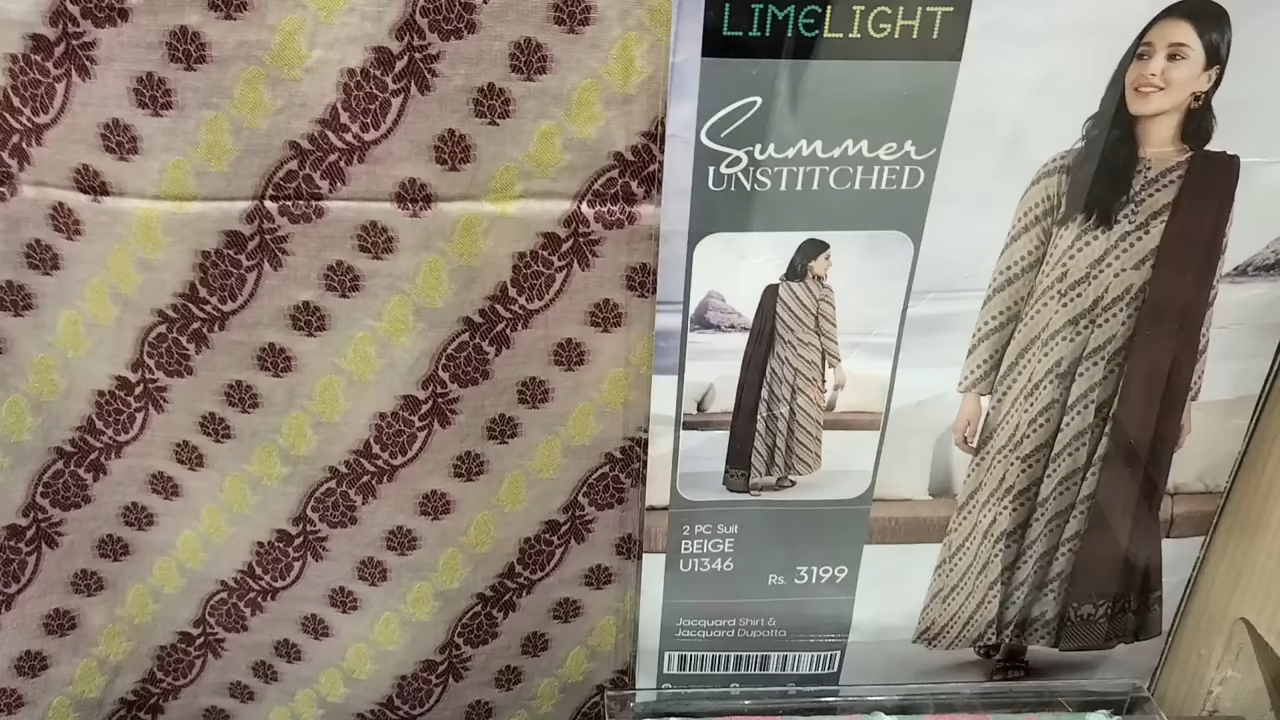 LIMELIGHT
Summer
UNSTITCHED
2 PC Suit
BEIGE
U1346
Rs. 3199
Jacquard Shirt &
Jacquard Dupatta